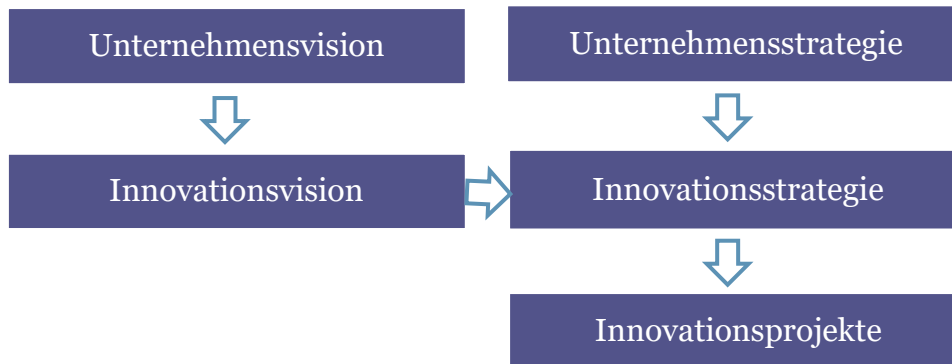 Unternehmensvision
Unternehmensstrategie
Innovationsvision
Innovationsstrategie
Innovationsprojekte